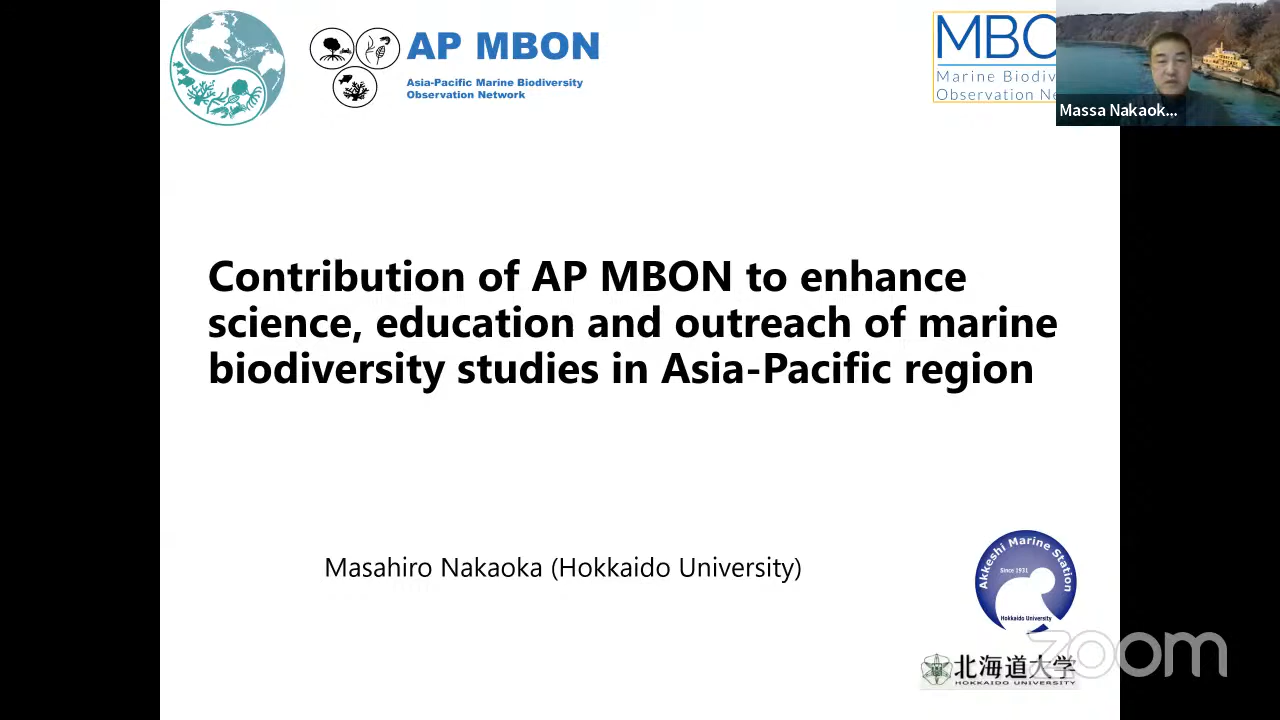 AP MBON
Asia-Pacific Marine Biodiversity
Observation Network
MBO
Marine Biodiv
Observation Ne
Massa Nakaok...
Contribution of AP MBON to enhance
science, education and outreach of marine
biodiversity studies in Asia-Pacific region
Masahiro Nakaoka (Hokkaido University)
Akkeshi Marine Station
Since 1931
Hokkaido University
zoom
北海道大学
HOKKAIDO UNIVERSITY